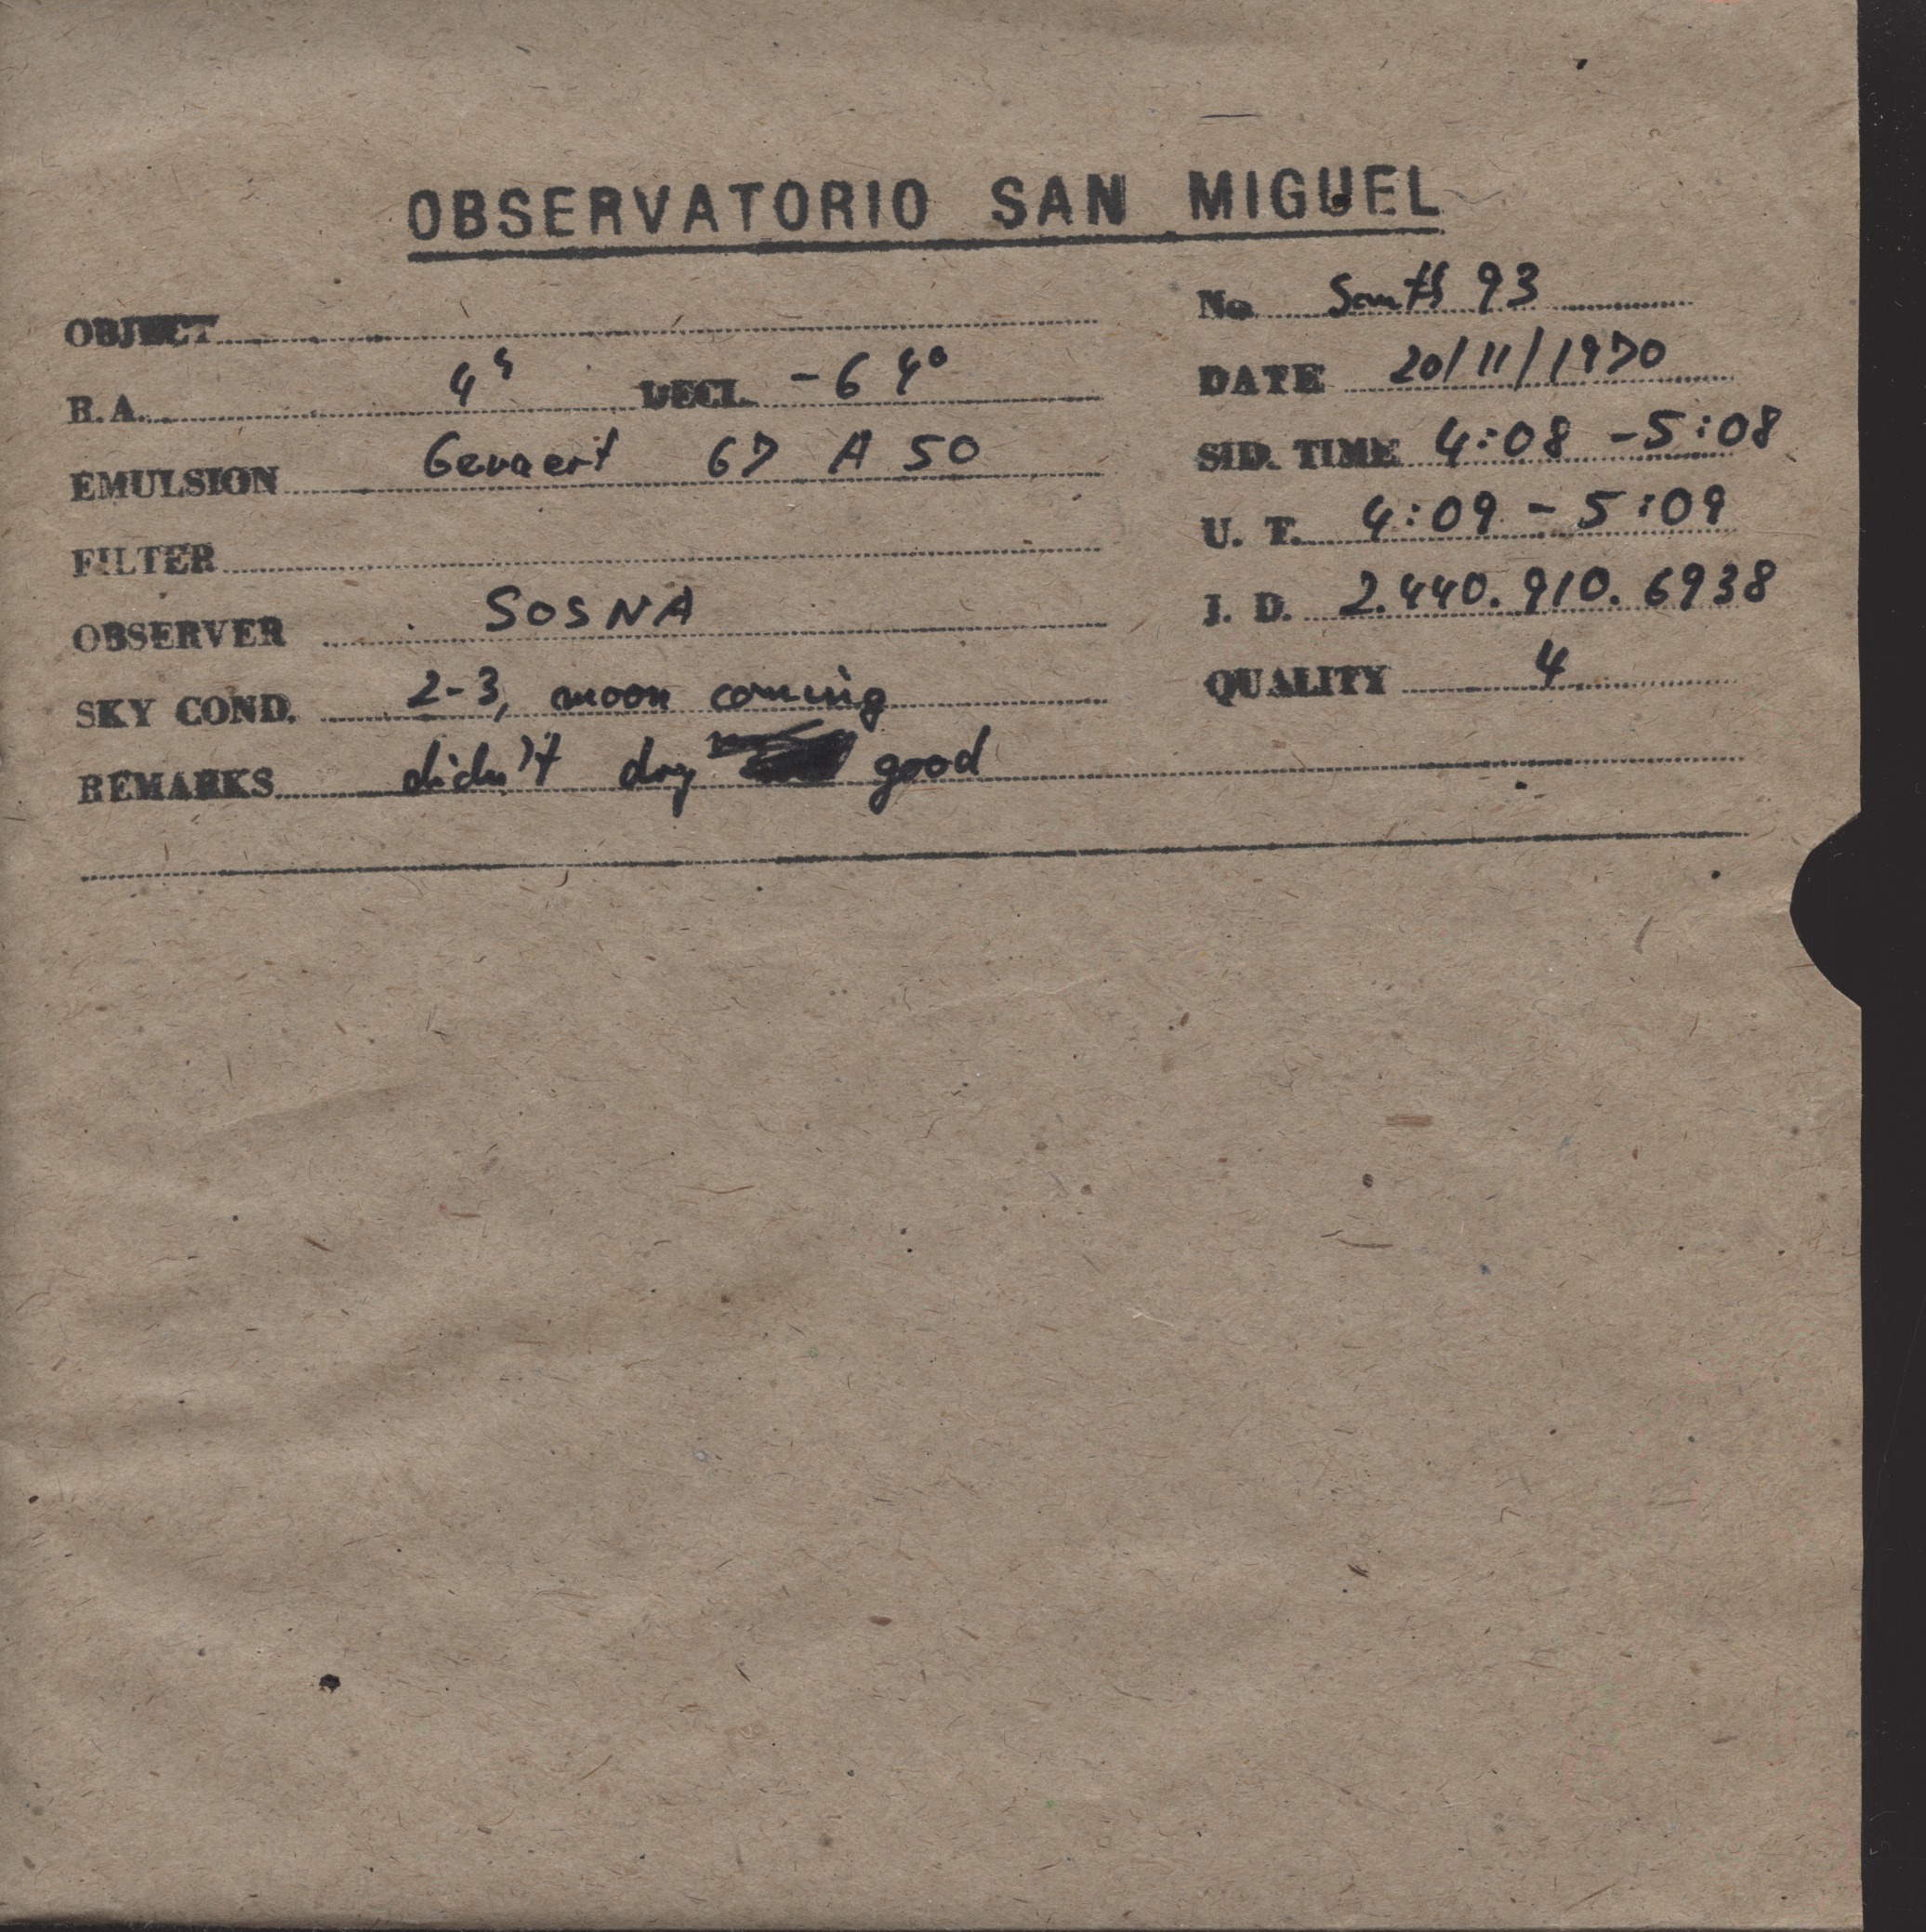 OBSERVATORIO SAN MIGUEL
OBJECT
No. South 93
R.A. 4h DECL. -64°
DATE 20/11/1970
EMULSION Gevaert 67 A 50
SID. TIME 4:08 - 5:08
FILTER
U. T. 4:09 - 5:09
OBSERVER SOSNA
J. D. 2.440.910.6938
SKY COND. 2-3, moon coming
QUALITY 4
REMARKS didn't dry good